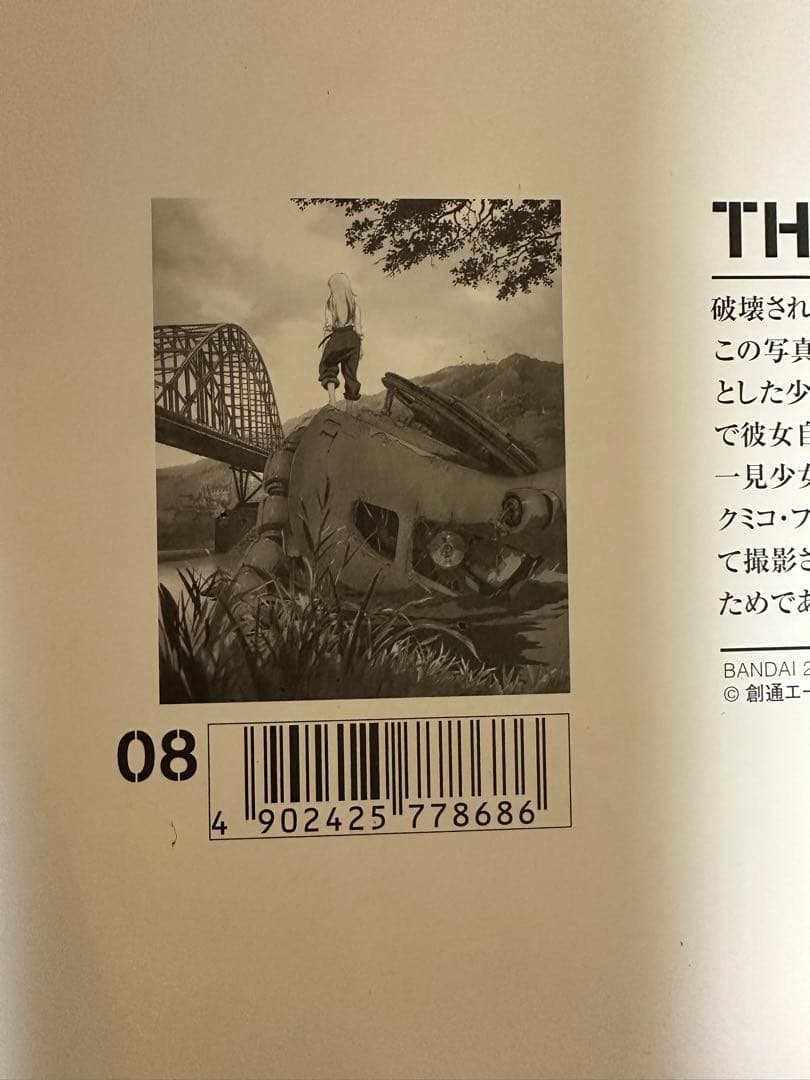 TH
破壊され
この写真
とした少
で彼女自
一見少女
クミコ・フ
て撮影さ
ためであ
BANDAI 2
© 創通エー
08
4 902425 778686